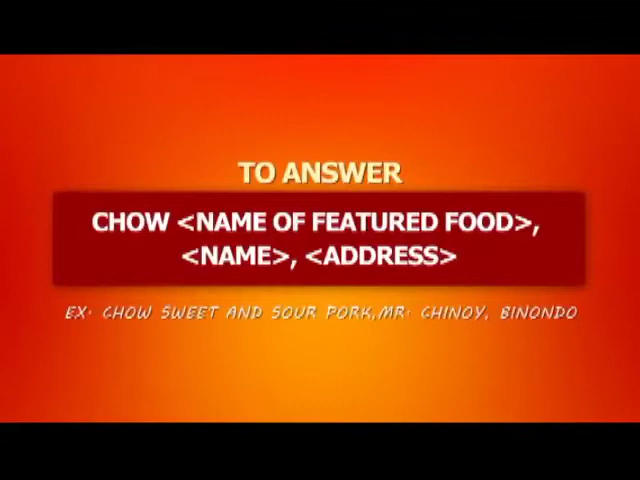 TO ANSWER
CHOW <NAME OF FEATURED FOOD>,
<NAME>, <ADDRESS>
EX: CHOW SWEET AND SOUR PORK,MR. CHINOY, BINONDO